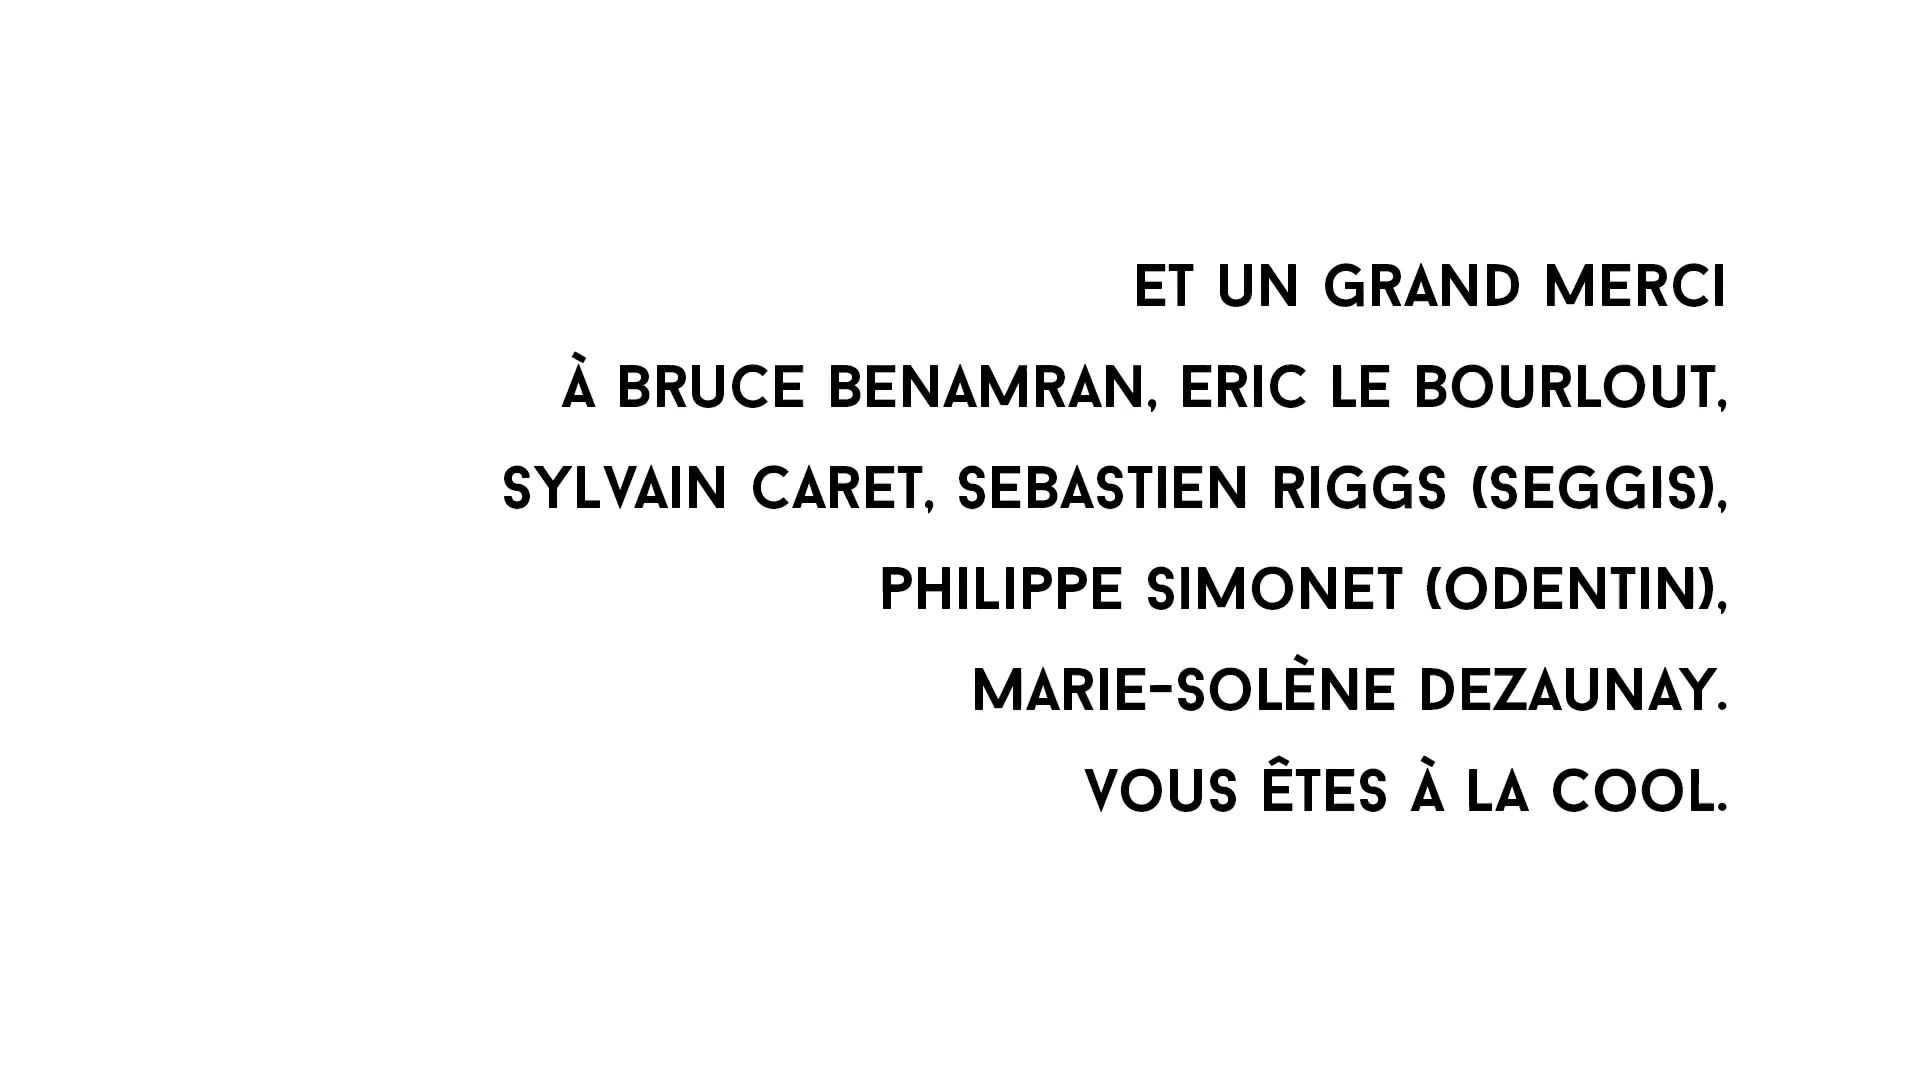 ET UN GRAND MERCI
À BRUCE BENAMRAN, ERIC LE BOURLOUT,
SYLVAIN CARET, SEBASTIEN RIGGS (SEGGIS),
PHILIPPE SIMONET (ODENTIN),
MARIE-SOLÈNE DEZAUNAY.
VOUS ÊTES À LA COOL.